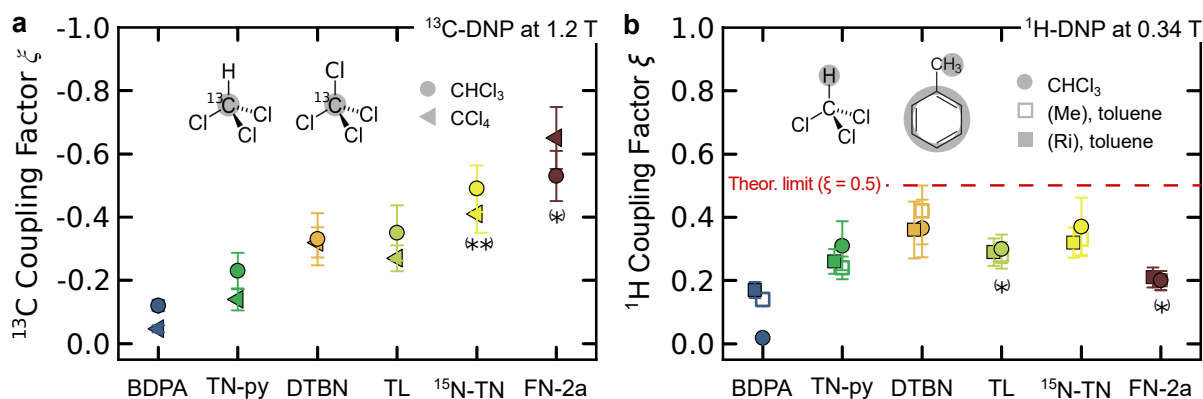 a
¹³C-DNP at 1.2 T
¹³C Coupling Factor ξ
-1.0
-0.8
-0.6
-0.4
-0.2
0.0
H
¹³C
Cl
Cl
Cl
Cl
¹³C
Cl
Cl
Cl
CHCl₃
CCl₄
(**)
(*)
BDPA
TN-py
DTBN
TL
¹⁵N-TN
FN-2a
b
¹H-DNP at 0.34 T
¹H Coupling Factor ξ
1.0
0.8
0.6
0.4
0.2
0.0
H
C
Cl
Cl
Cl
CH₃
CHCl₃
(Me), toluene
(Ri), toluene
Theor. limit (ξ = 0.5)
(*)
(*)
BDPA
TN-py
DTBN
TL
¹⁵N-TN
FN-2a